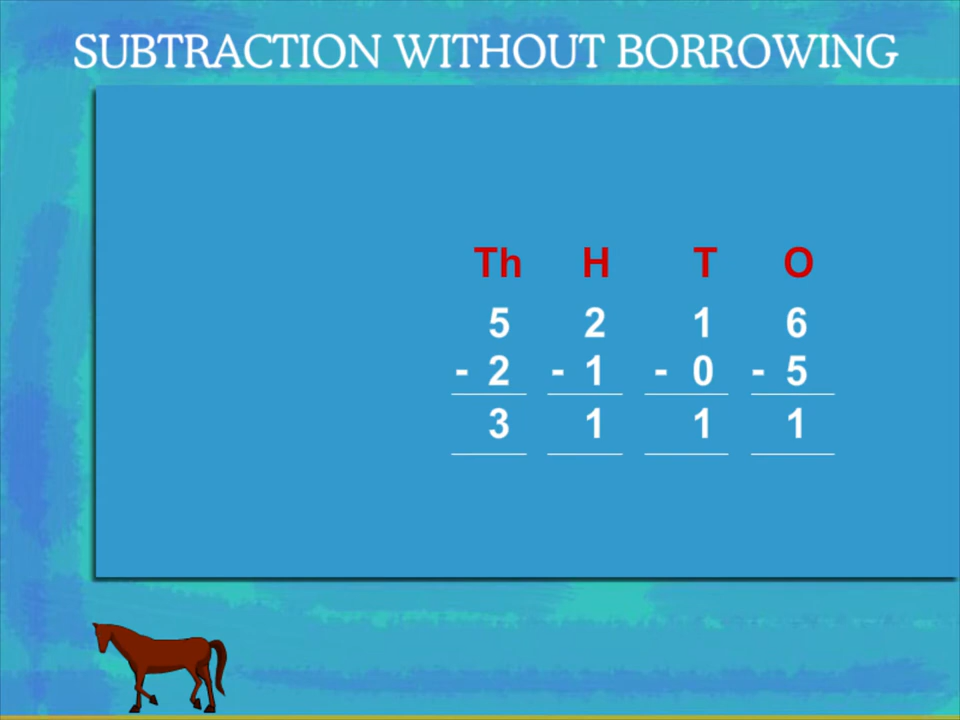 SUBTRACTION WITHOUT BORROWING
Th H T O
5 2 1 6
- 2 - 1 - 0 - 5
3 1 1 1